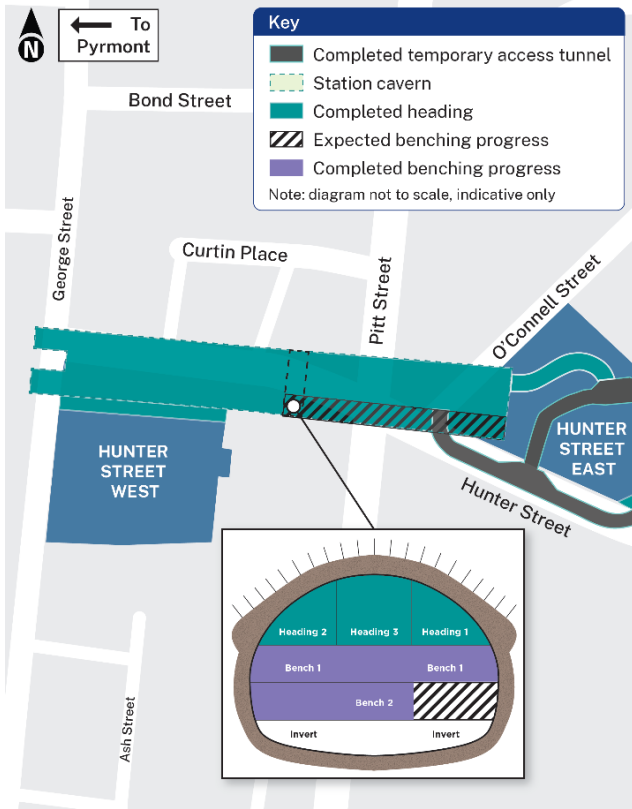 N
To
Pyrmont
Key
Completed temporary access tunnel
Station cavern
Completed heading
Expected benching progress
Completed benching progress
Note: diagram not to scale, indicative only
Bond Street
George Street
Curtin Place
Pitt Street
O'Connell Street
HUNTER
STREET
WEST
HUNTER
STREET
EAST
Hunter Street
Heading 2
Heading 3
Heading 1
Bench 1
Bench 1
Bench 2
Invert
Invert
Ash Street